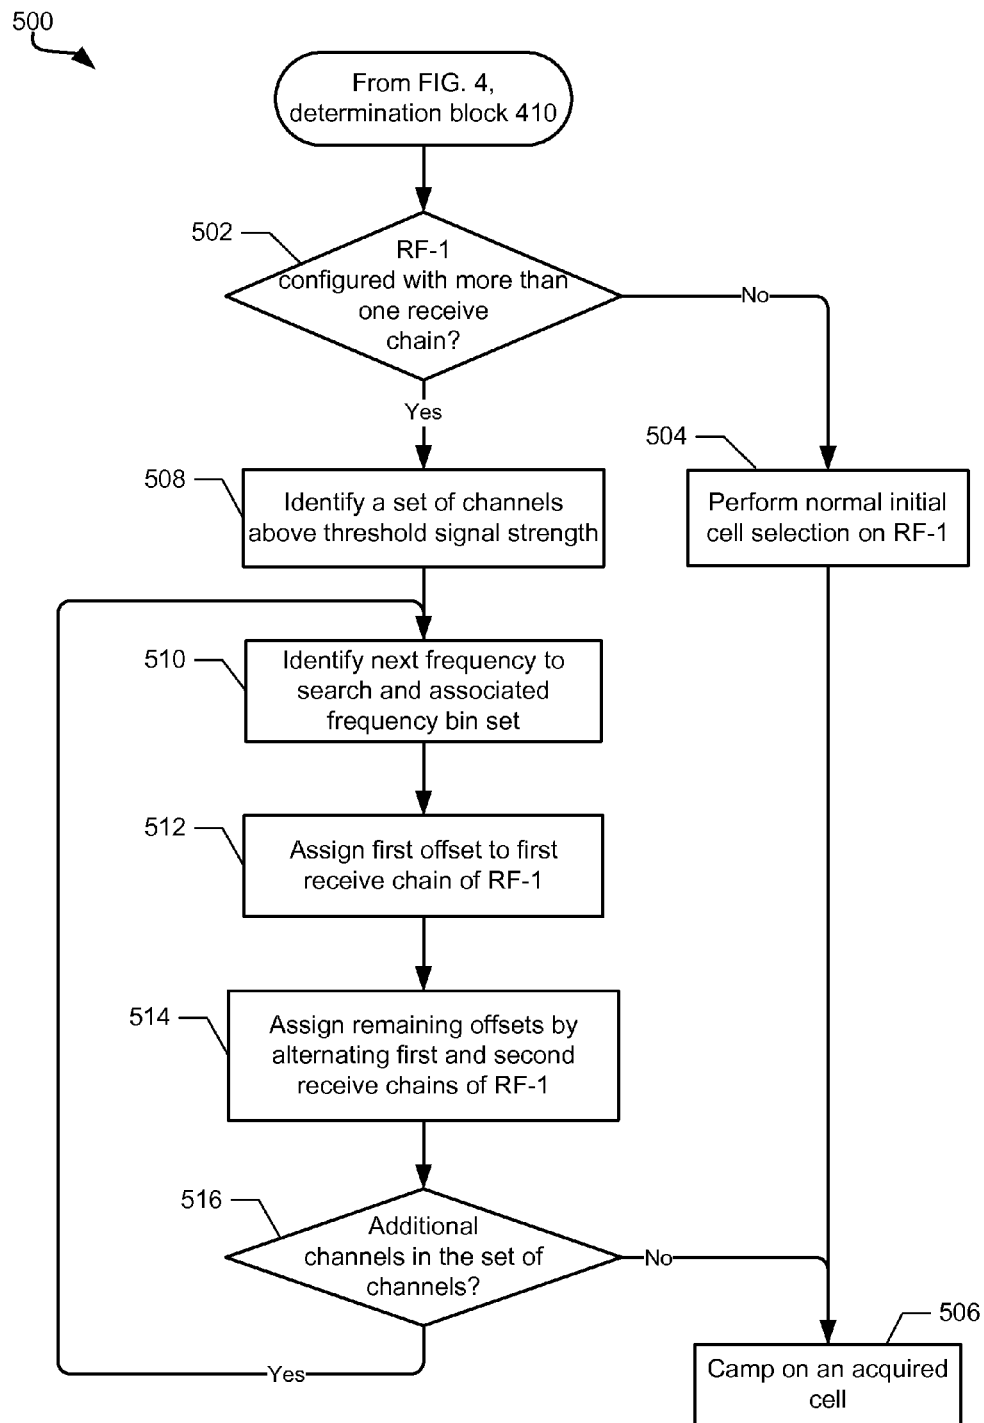 500
From FIG. 4,
determination block 410
502
RF-1
configured with more than
one receive
chain?
No
Yes
504
Perform normal initial
cell selection on RF-1
508
Identify a set of channels
above threshold signal strength
510
Identify next frequency to
search and associated
frequency bin set
512
Assign first offset to first
receive chain of RF-1
514
Assign remaining offsets by
alternating first and second
receive chains of RF-1
516
Additional
channels in the set of
channels?
No
Yes
506
Camp on an acquired
cell